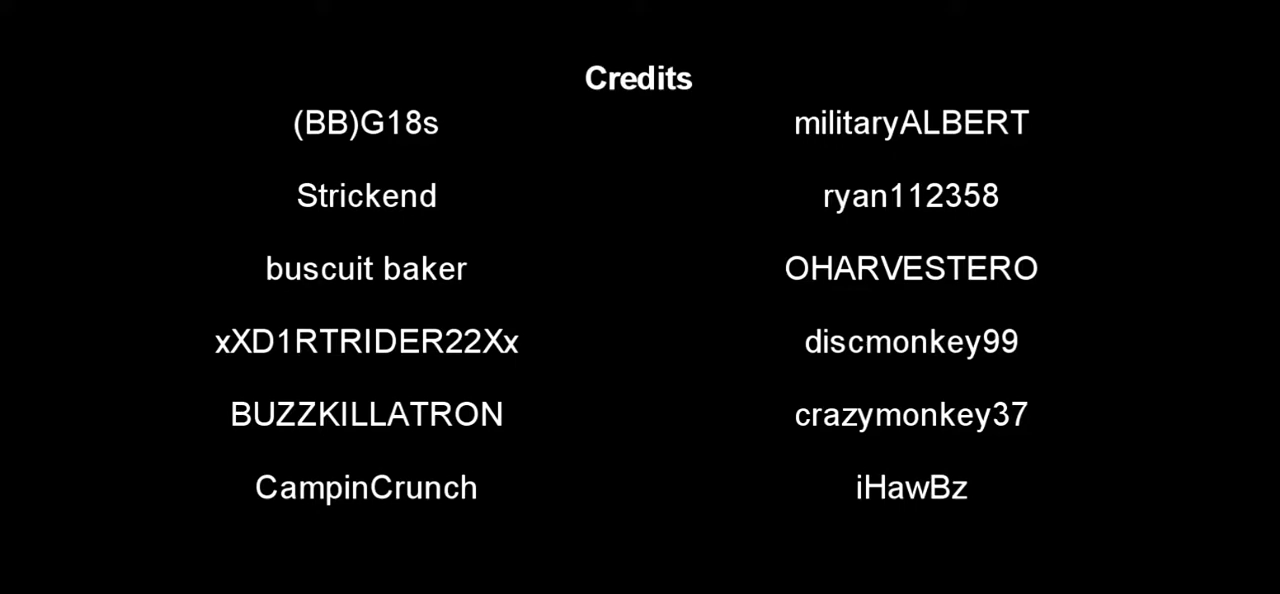 Credits
(BB)G18s militaryALBERT
Strickend ryan112358
buscuit baker OHARVESTERO
xXD1RTRIDER22Xx discmonkey99
BUZZKILLATRON crazymonkey37
CampinCrunch iHawBz